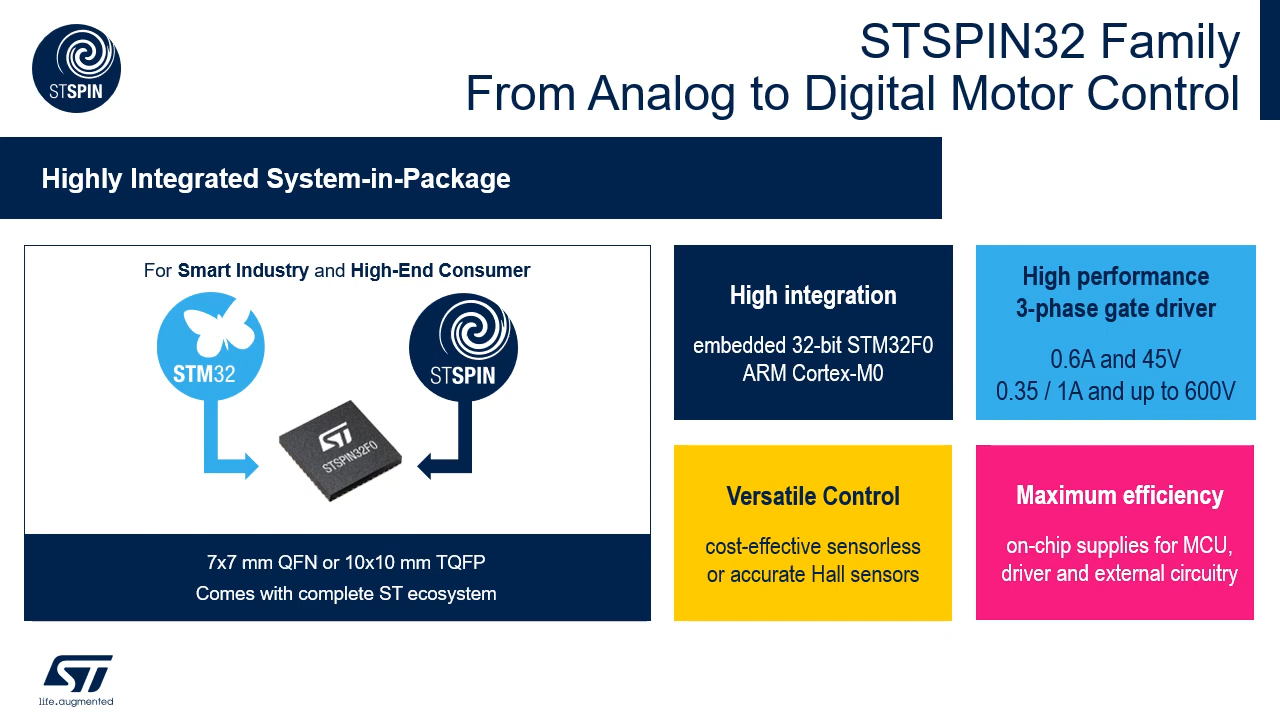 STSPIN
STSPIN32 Family
From Analog to Digital Motor Control
Highly Integrated System-in-Package
For Smart Industry and High-End Consumer
STM32
STSPIN
ST
STSPIN32F0
7x7 mm QFN or 10x10 mm TQFP
Comes with complete ST ecosystem
High integration
embedded 32-bit STM32F0
ARM Cortex-M0
High performance
3-phase gate driver
0.6A and 45V
0.35 / 1A and up to 600V
Versatile Control
cost-effective sensorless
or accurate Hall sensors
Maximum efficiency
on-chip supplies for MCU,
driver and external circuitry
ST
life.augmented